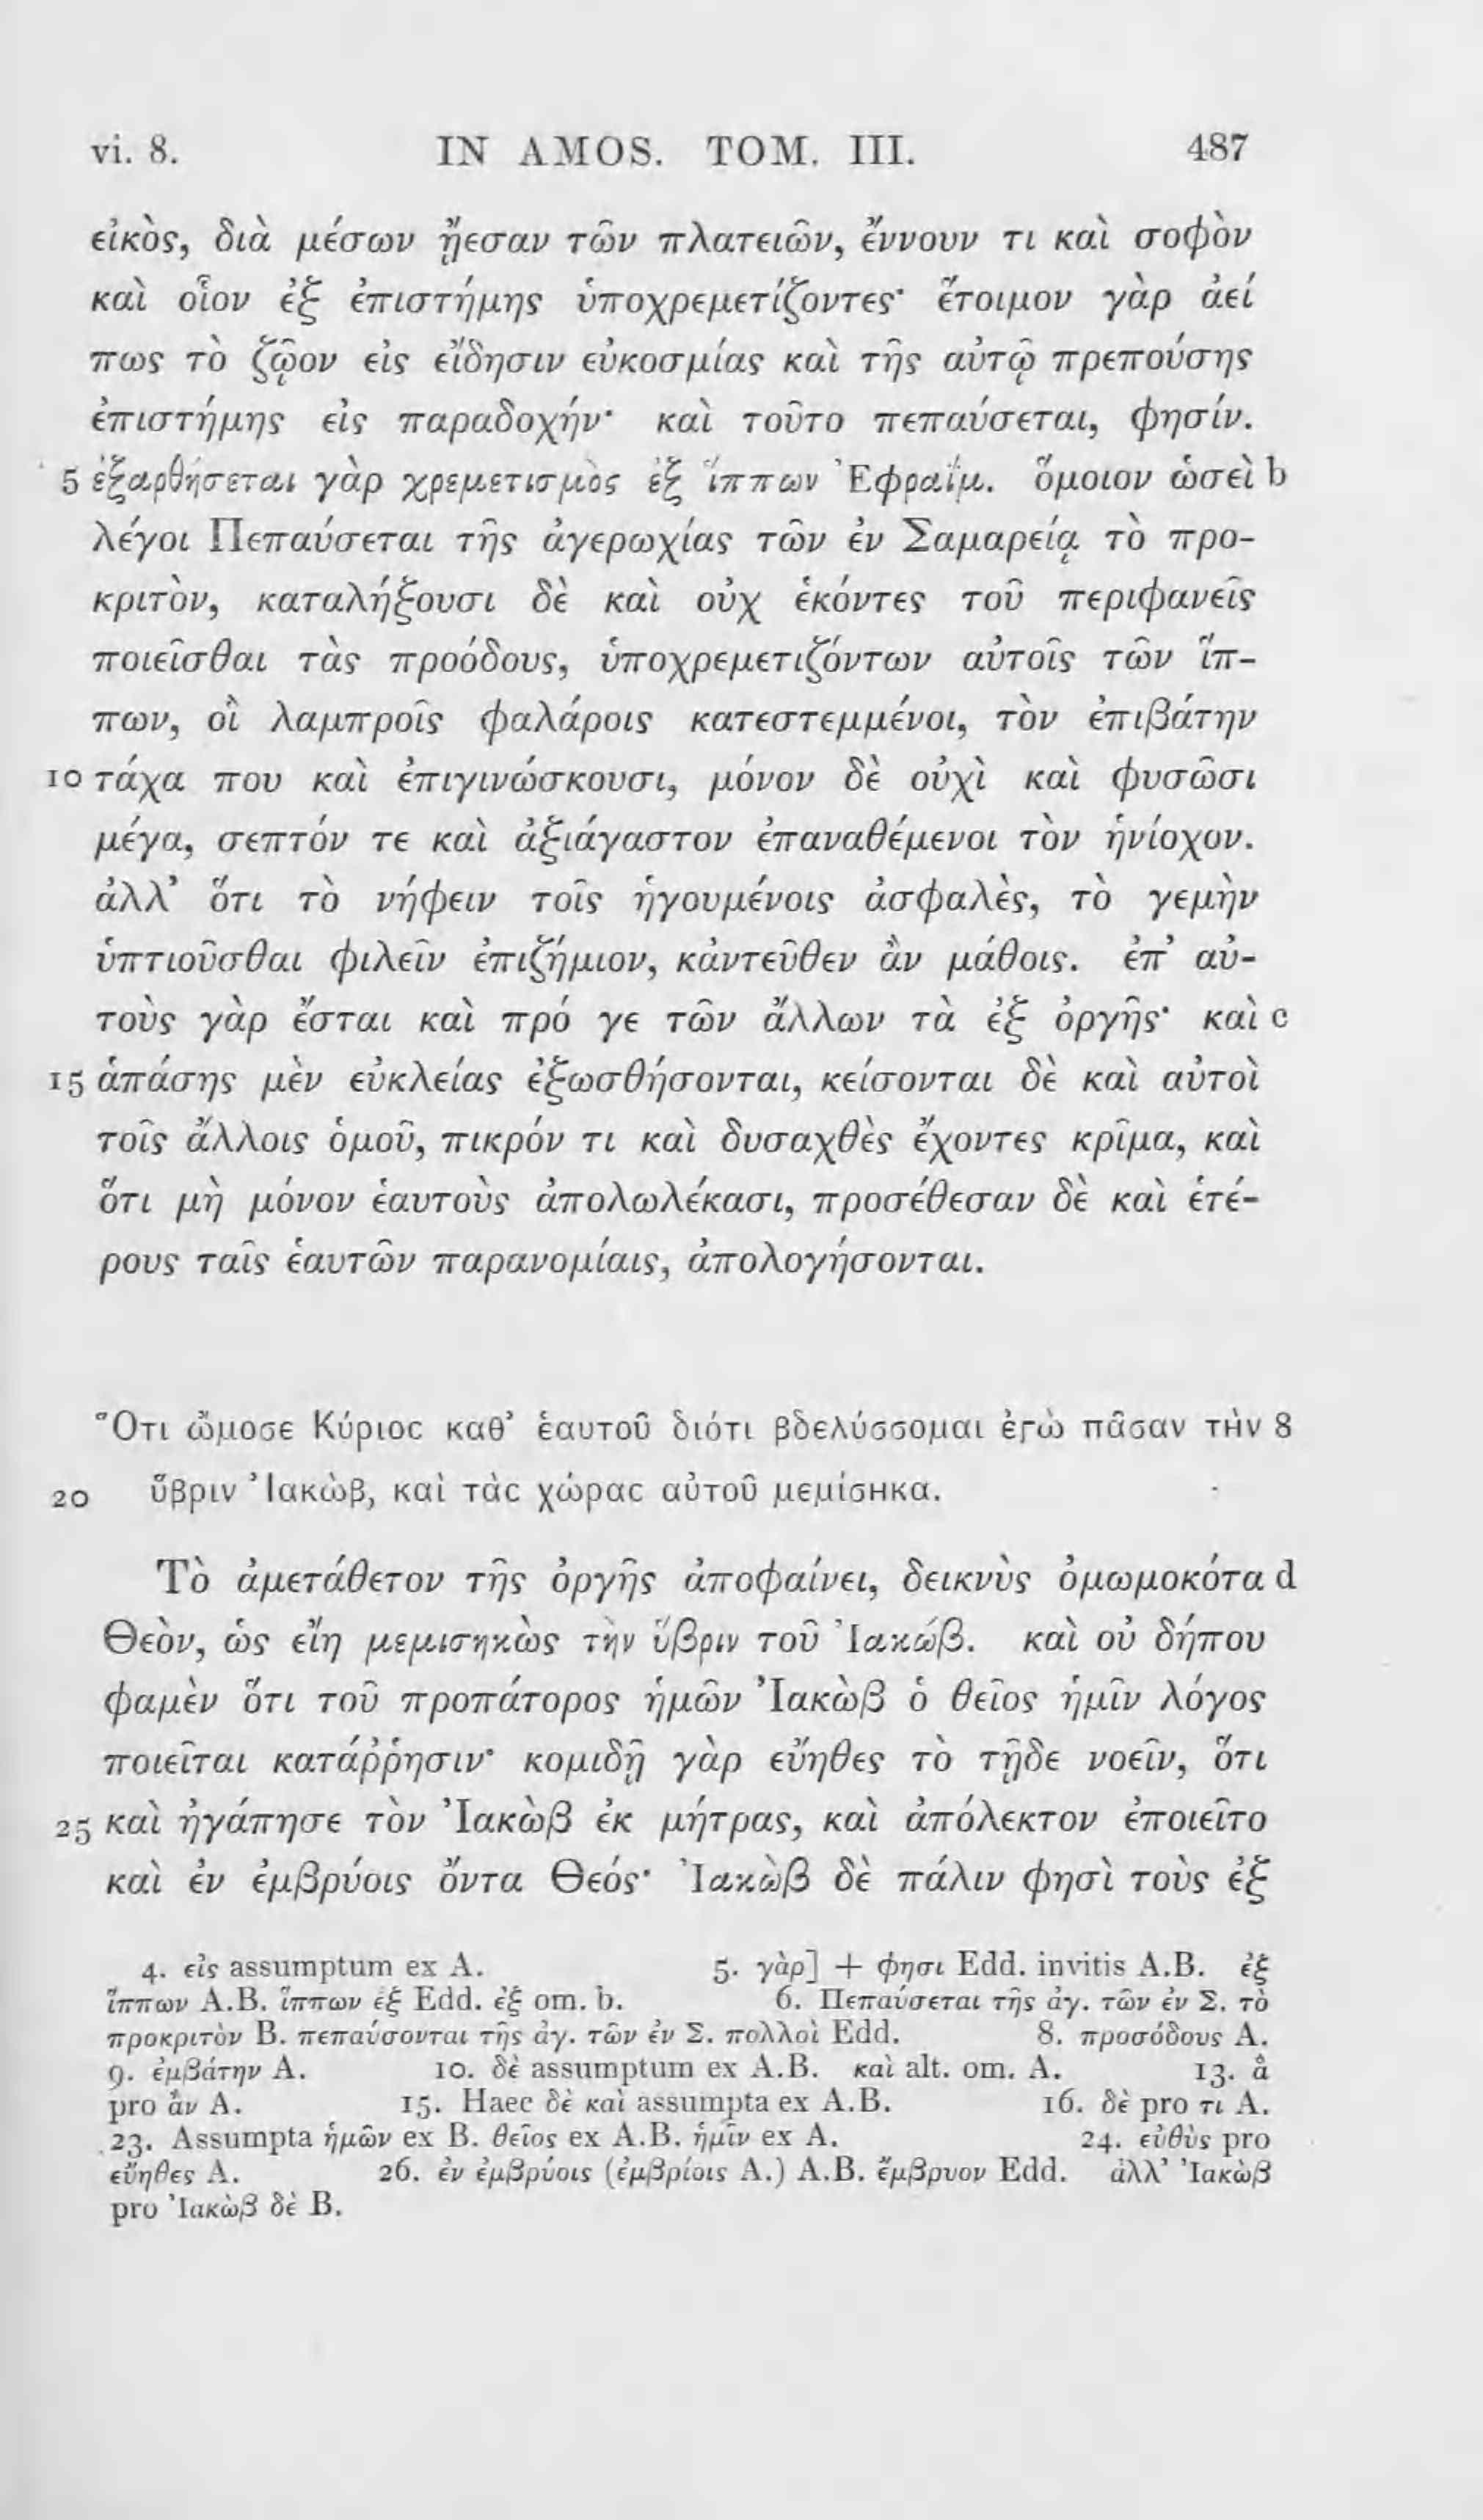 vi. 8. IN AMOS. TOM. III. 487
εἰκὸς, διὰ μέσων ᾔεσαν τῶν πλατειῶν, ἔννουν τι καὶ σοφὸν
καὶ οἷον ἐξ ἐπιστήμης ὑποχρεμετίζοντες· ἕτοιμον γὰρ ἀεί
πως τὸ ζῷον εἰς εἴδησιν εὐκοσμίας καὶ τῆς αὐτῷ πρεπούσης
ἐπιστήμης εἰς παραδοχήν· καὶ τοῦτο πεπαύσεται, φησίν.
5 ἐξαρθήσεται γὰρ χρεμετισμὸς ἐξ ἵππων Ἐφραΐμ. ὅμοιον ὡσεὶ b
λέγοι Πεπαύσεται τῆς ἀγερωχίας τῶν ἐν Σαμαρείᾳ τὸ προ-
κριτὸν, καταλήξουσι δὲ καὶ οὐχ ἑκόντες τοῦ περιφανεῖς
ποιεῖσθαι τὰς προόδους, ὑποχρεμετιζόντων αὐτοῖς τῶν ἵπ-
πων, οἳ λαμπροῖς φαλάροις κατεστεμμένοι, τὸν ἐπιβάτην
10 τάχα που καὶ ἐπιγινώσκουσι, μόνον δὲ οὐχὶ καὶ φυσῶσι
μέγα, σεπτόν τε καὶ ἀξιάγαστον ἐπαναθέμενοι τὸν ἡνίοχον.
ἀλλ’ ὅτι τὸ νήφειν τοῖς ἡγουμένοις ἀσφαλὲς, τὸ γεμὴν
ὑπτιοῦσθαι φιλεῖν ἐπιζήμιον, κἀντεῦθεν ἂν μάθοις. ἐπ’ αὐ-
τοὺς γὰρ ἔσται καὶ πρό γε τῶν ἄλλων τὰ ἐξ ὀργῆς· καὶ c
15 ἁπάσης μὲν εὐκλείας ἐξωσθήσονται, κείσονται δὲ καὶ αὐτοὶ
τοῖς ἄλλοις ὁμοῦ, πικρόν τι καὶ δυσαχθὲς ἔχοντες κρῖμα, καὶ
ὅτι μὴ μόνον ἑαυτοὺς ἀπολωλέκασι, προσέθεσαν δὲ καὶ ἑτέ-
ρους ταῖς ἑαυτῶν παρανομίαις, ἀπολογήσονται.
Ὅτι ὤμοσε Κύριος καθ’ ἑαυτοῦ διότι βδελύσσομαι ἐγὼ πᾶσαν τὴν 8
20 ὕβριν Ἰακὼβ, καὶ τὰς χώρας αὐτοῦ μεμίσηκα.
Τὸ ἀμετάθετον τῆς ὀργῆς ἀποφαίνει, δεικνὺς ὀμωμοκότα d
Θεὸν, ὡς εἴη μεμισηκὼς τὴν ὕβριν τοῦ Ἰακώβ. καὶ οὐ δήπου
φαμὲν ὅτι τοῦ προπάτορος ἡμῶν Ἰακὼβ ὁ θεῖος ἡμῖν λόγος
ποιεῖται κατάῤῥησιν· κομιδῇ γὰρ εὔηθες τὸ τῇδε νοεῖν, ὅτι
25 καὶ ἠγάπησε τὸν Ἰακὼβ ἐκ μήτρας, καὶ ἀπόλεκτον ἐποιεῖτο
καὶ ἐν ἐμβρύοις ὄντα Θεός· Ἰακὼβ δὲ πάλιν φησὶ τοὺς ἐξ
4. εἰς assumptum ex A. 5. γὰρ] + φησι Edd. invitis A.B. ἐξ
ἵππων A.B. ἵππων ἐξ Edd. ἐξ om. b. 6. Πεπαύσεται τῆς ἀγ. τῶν ἐν Σ. τὸ
προκριτὸν B. πεπαύσονται τῆς ἀγ. τῶν ἐν Σ. πολλοὶ Edd. 8. προσόδους A.
9. ἐμβάτην A. 10. δὲ assumptum ex A.B. καὶ alt. om. A. 13. ἃ
pro ἂν A. 15. Haec δὲ καὶ assumpta ex A.B. 16. δὲ pro τι A.
23. Assumpta ἡμῶν ex B. θεῖος ex A.B. ἡμῖν ex A. 24. εὐθὺς pro
εὔηθες A. 26. ἐν ἐμβρύοις (ἐμβρίοις A.) A.B. ἔμβρυον Edd. ἀλλ’ Ἰακὼβ
pro Ἰακὼβ δὲ B.